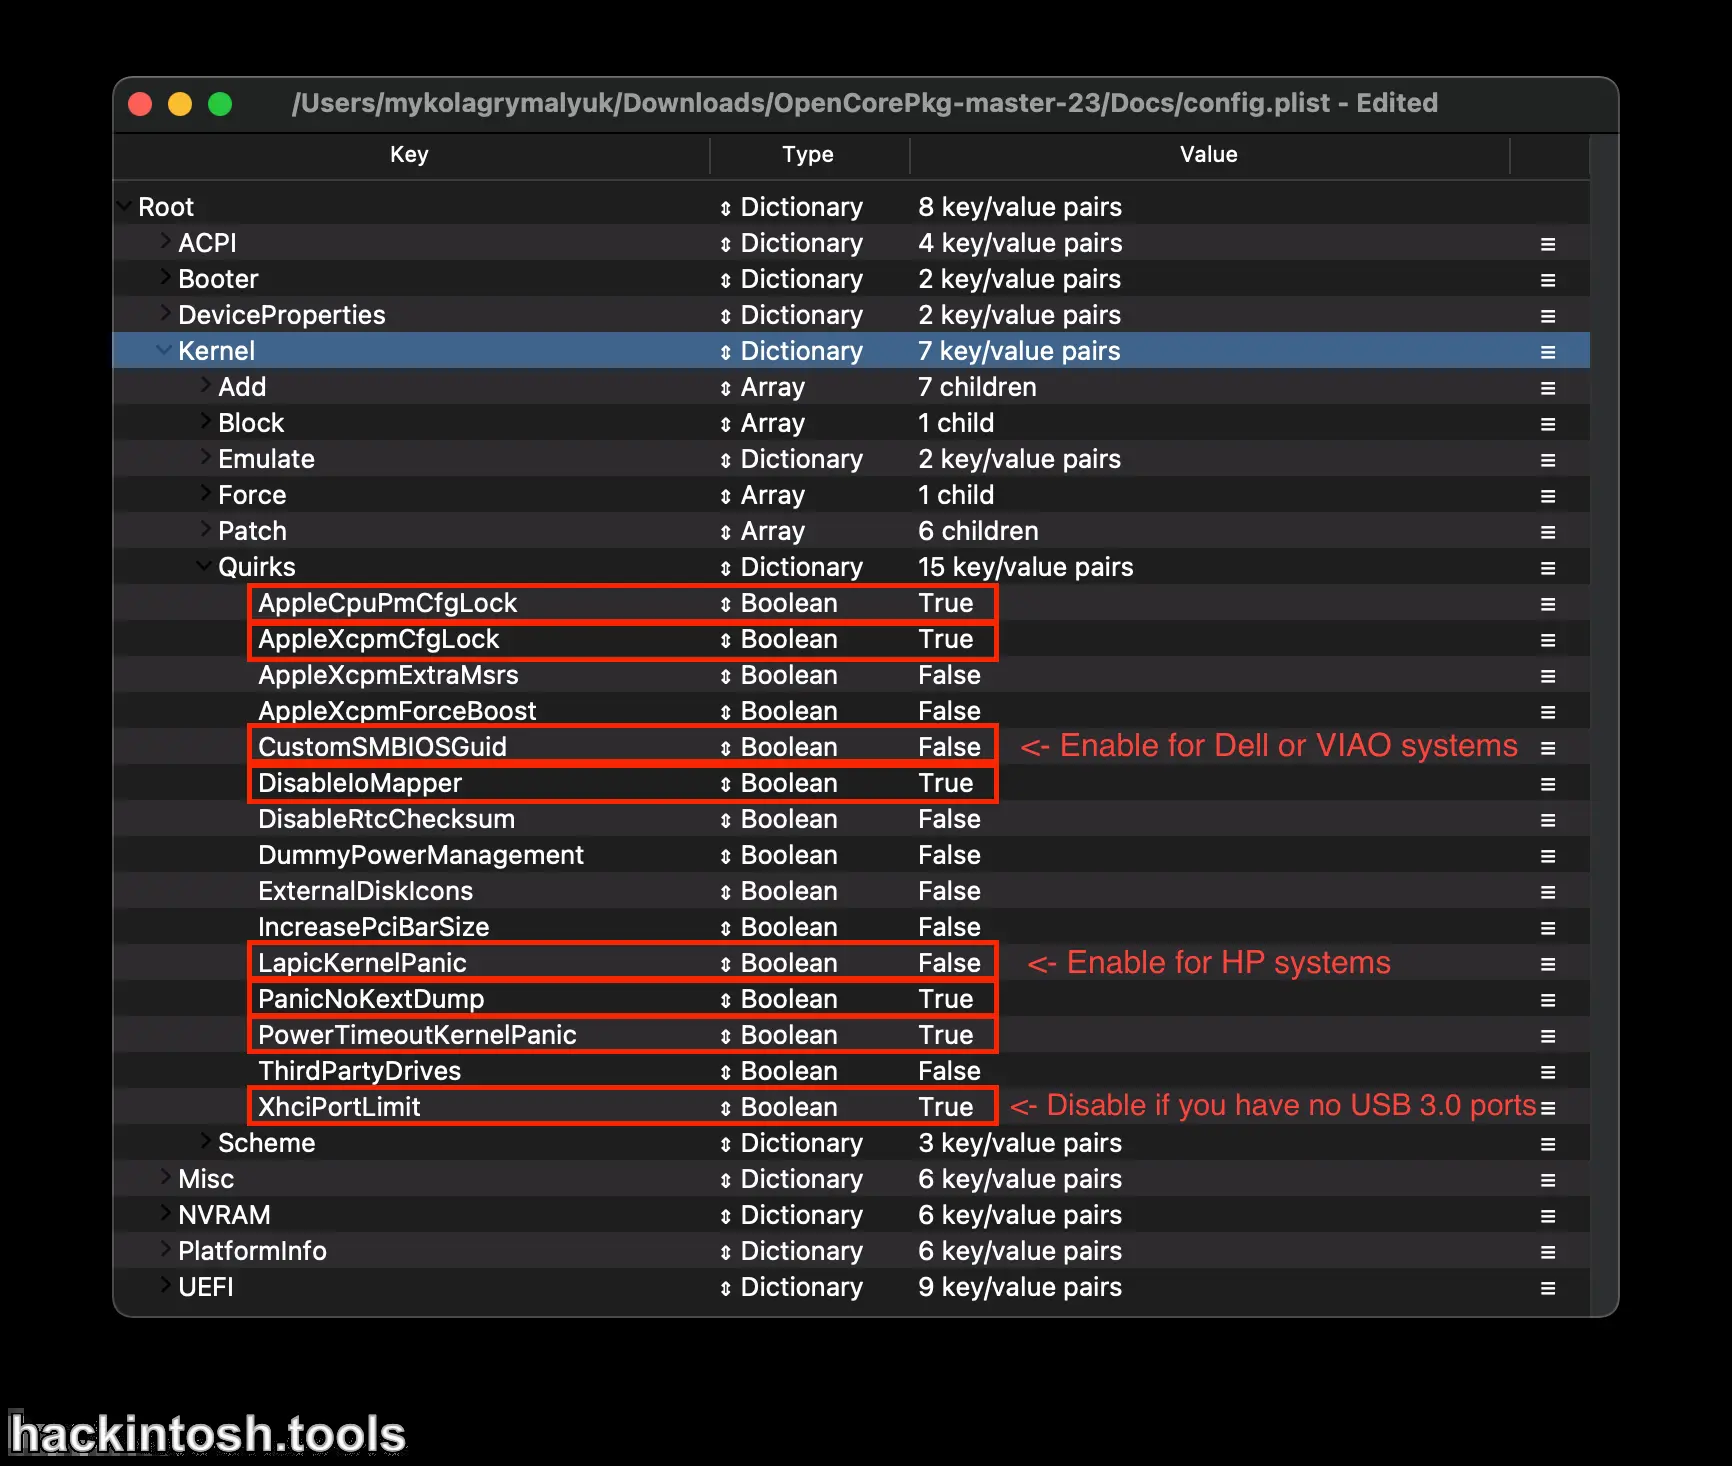 /Users/mykolagrymalyuk/Downloads/OpenCorePkg-master-23/Docs/config.plist - Edited
Key Type Value
Root Dictionary 8 key/value pairs
ACPI Dictionary 4 key/value pairs
Booter Dictionary 2 key/value pairs
DeviceProperties Dictionary 2 key/value pairs
Kernel Dictionary 7 key/value pairs
Add Array 7 children
Block Array 1 child
Emulate Dictionary 2 key/value pairs
Force Array 1 child
Patch Array 6 children
Quirks Dictionary 15 key/value pairs
AppleCpuPmCfgLock Boolean True
AppleXcpmCfgLock Boolean True
AppleXcpmExtraMsrs Boolean False
AppleXcpmForceBoost Boolean False
CustomSMBIOSGuid Boolean False <- Enable for Dell or VIAO systems
DisableIoMapper Boolean True
DisableRtcChecksum Boolean False
DummyPowerManagement Boolean False
ExternalDiskIcons Boolean False
IncreasePciBarSize Boolean False
LapicKernelPanic Boolean False <- Enable for HP systems
PanicNoKextDump Boolean True
PowerTimeoutKernelPanic Boolean True
ThirdPartyDrives Boolean False
XhciPortLimit Boolean True <- Disable if you have no USB 3.0 ports
Scheme Dictionary 3 key/value pairs
Misc Dictionary 6 key/value pairs
NVRAM Dictionary 6 key/value pairs
PlatformInfo Dictionary 6 key/value pairs
UEFI Dictionary 9 key/value pairs
hackintosh.tools